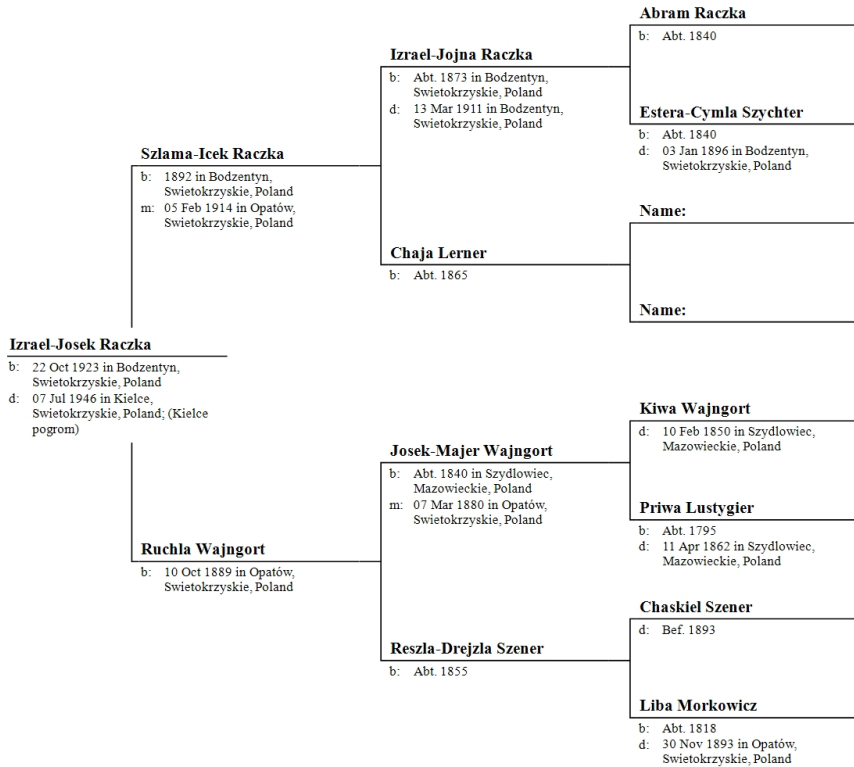 Abram Raczka
b: Abt. 1840
Izrael-Jojna Raczka
b: Abt. 1873 in Bodzentyn,
Swietokrzyskie, Poland
d: 13 Mar 1911 in Bodzentyn,
Swietokrzyskie, Poland
Estera-Cymla Szychter
b: Abt. 1840
d: 03 Jan 1896 in Bodzentyn,
Swietokrzyskie, Poland
Szlama-Icek Raczka
b: 1892 in Bodzentyn,
Swietokrzyskie, Poland
m: 05 Feb 1914 in Opatów,
Swietokrzyskie, Poland
Name:
Chaja Lerner
b: Abt. 1865
Name:
Izrael-Josek Raczka
b: 22 Oct 1923 in Bodzentyn,
Swietokrzyskie, Poland
d: 07 Jul 1946 in Kielce,
Swietokrzyskie, Poland; (Kielce
pogrom)
Kiwa Wajngort
d: 10 Feb 1850 in Szydlowiec,
Mazowieckie, Poland
Josek-Majer Wajngort
b: Abt. 1840 in Szydlowiec,
Mazowieckie, Poland
m: 07 Mar 1880 in Opatów,
Swietokrzyskie, Poland
Priwa Lustygier
b: Abt. 1795
d: 11 Apr 1862 in Szydlowiec,
Mazowieckie, Poland
Ruchla Wajngort
b: 10 Oct 1889 in Opatów,
Swietokrzyskie, Poland
Chaskiel Szener
d: Bef. 1893
Reszla-Drejzla Szener
b: Abt. 1855
Liba Morkowicz
b: Abt. 1818
d: 30 Nov 1893 in Opatów,
Swietokrzyskie, Poland